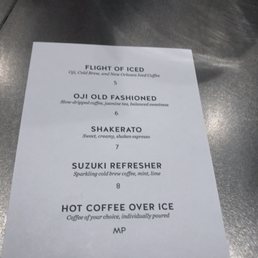 FLIGHT OF ICED
Oji, Cold Brew, and New Orleans Iced Coffee
5
OJI OLD FASHIONED
Slow-dripped coffee, jasmine tea, balanced sweetness
6
SHAKERATO
Sweet, creamy, shaken espresso
7
SUZUKI REFRESHER
Sparkling cold brew coffee, mint, lime
8
HOT COFFEE OVER ICE
Coffee of your choice, individually poured
MP